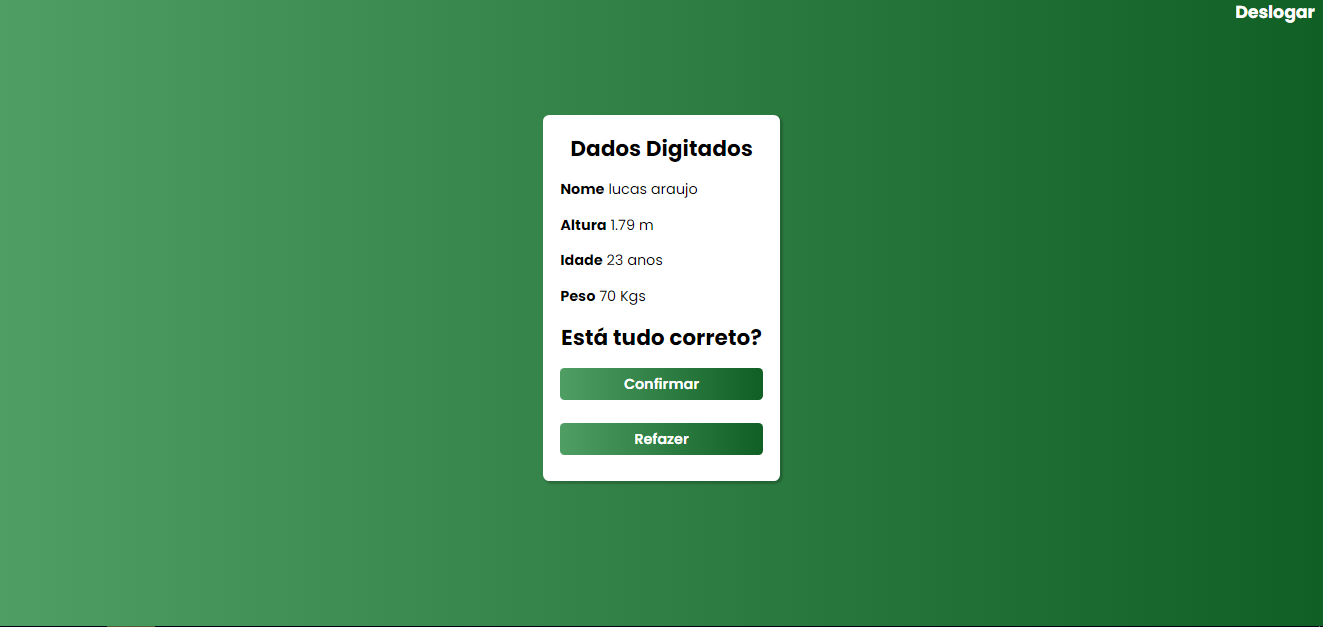 Deslogar
Dados Digitados
Nome lucas araujo
Altura 1.79 m
Idade 23 anos
Peso 70 Kgs
Está tudo correto?
Confirmar
Refazer